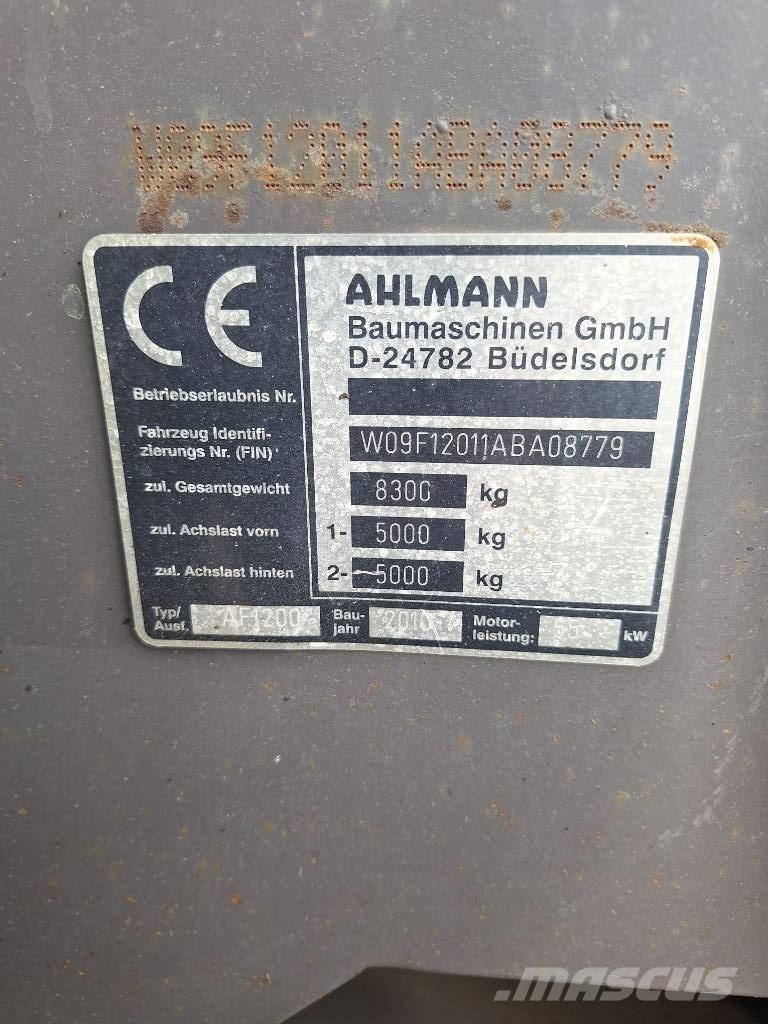 W09F12011ABA08779
CE
AHLMANN
Baumaschinen GmbH
D-24782 Büdelsdorf
Betriebserlaubnis Nr.
Fahrzeug Identifi-
zierungs Nr. (FIN)
W09F12011ABA08779
zul. Gesamtgewicht 8300 kg
zul. Achslast vorn 1- 5000 kg
zul. Achslast hinten 2- 5000 kg
Typ/
Ausf. AF1200
Bau-
jahr 2010
Motor-
leistung: kW
MASCUS